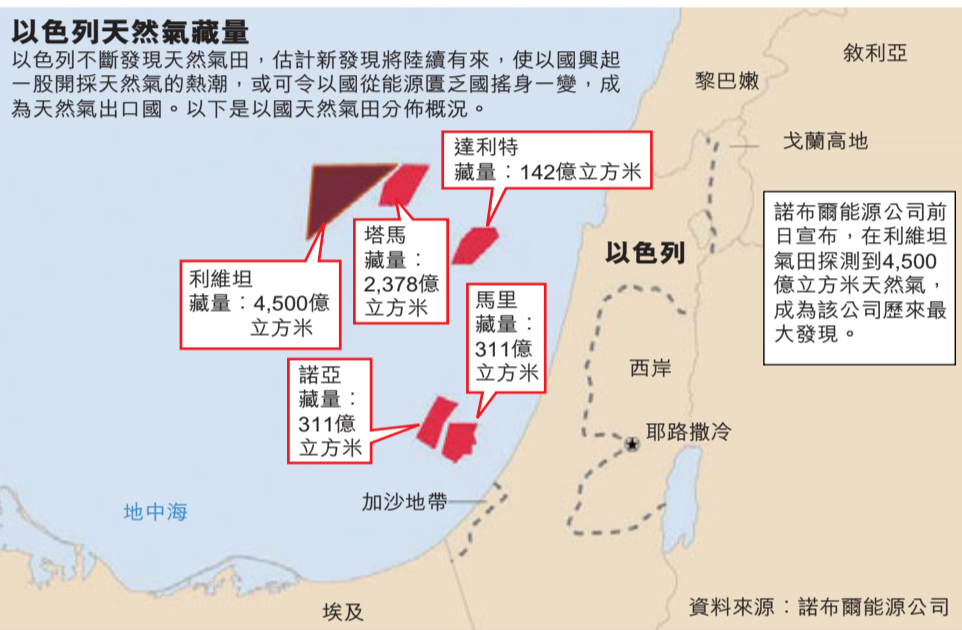 以色列天然氣藏量
以色列不斷發現天然氣田，估計新發現將陸續有來，使以國興起
一股開採天然氣的熱潮，或可令以國從能源匱乏國搖身一變，成
為天然氣出口國。以下是以國天然氣田分佈概況。
敘利亞
黎巴嫩
戈蘭高地
達利特
藏量：142億立方米
塔馬
藏量：
2,378億
立方米
利維坦
藏量：4,500億
立方米
以色列
諾布爾能源公司前
日宣布，在利維坦
氣田探測到4,500
億立方米天然氣，
成為該公司歷來最
大發現。
馬里
藏量：
311億
立方米
諾亞
藏量：
311億
立方米
西岸
耶路撒冷
加沙地帶
地中海
埃及
資料來源：諾布爾能源公司